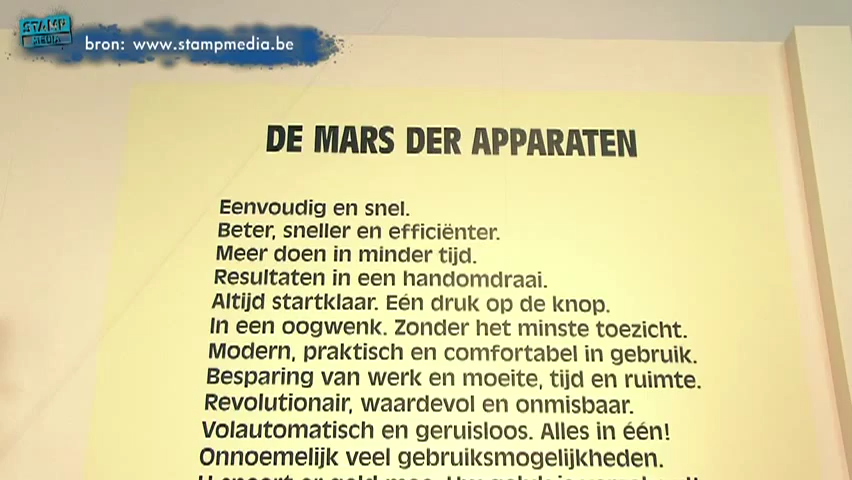 STAMP
MEDIA
bron: www.stampmedia.be
DE MARS DER APPARATEN
Eenvoudig en snel.
Beter, sneller en efficiënter.
Meer doen in minder tijd.
Resultaten in een handomdraai.
Altijd startklaar. Eén druk op de knop.
In een oogwenk. Zonder het minste toezicht.
Modern, praktisch en comfortabel in gebruik.
Besparing van werk en moeite, tijd en ruimte.
Revolutionair, waardevol en onmisbaar.
Volautomatisch en geruisloos. Alles in één!
Onnoemelijk veel gebruiksmogelijkheden.